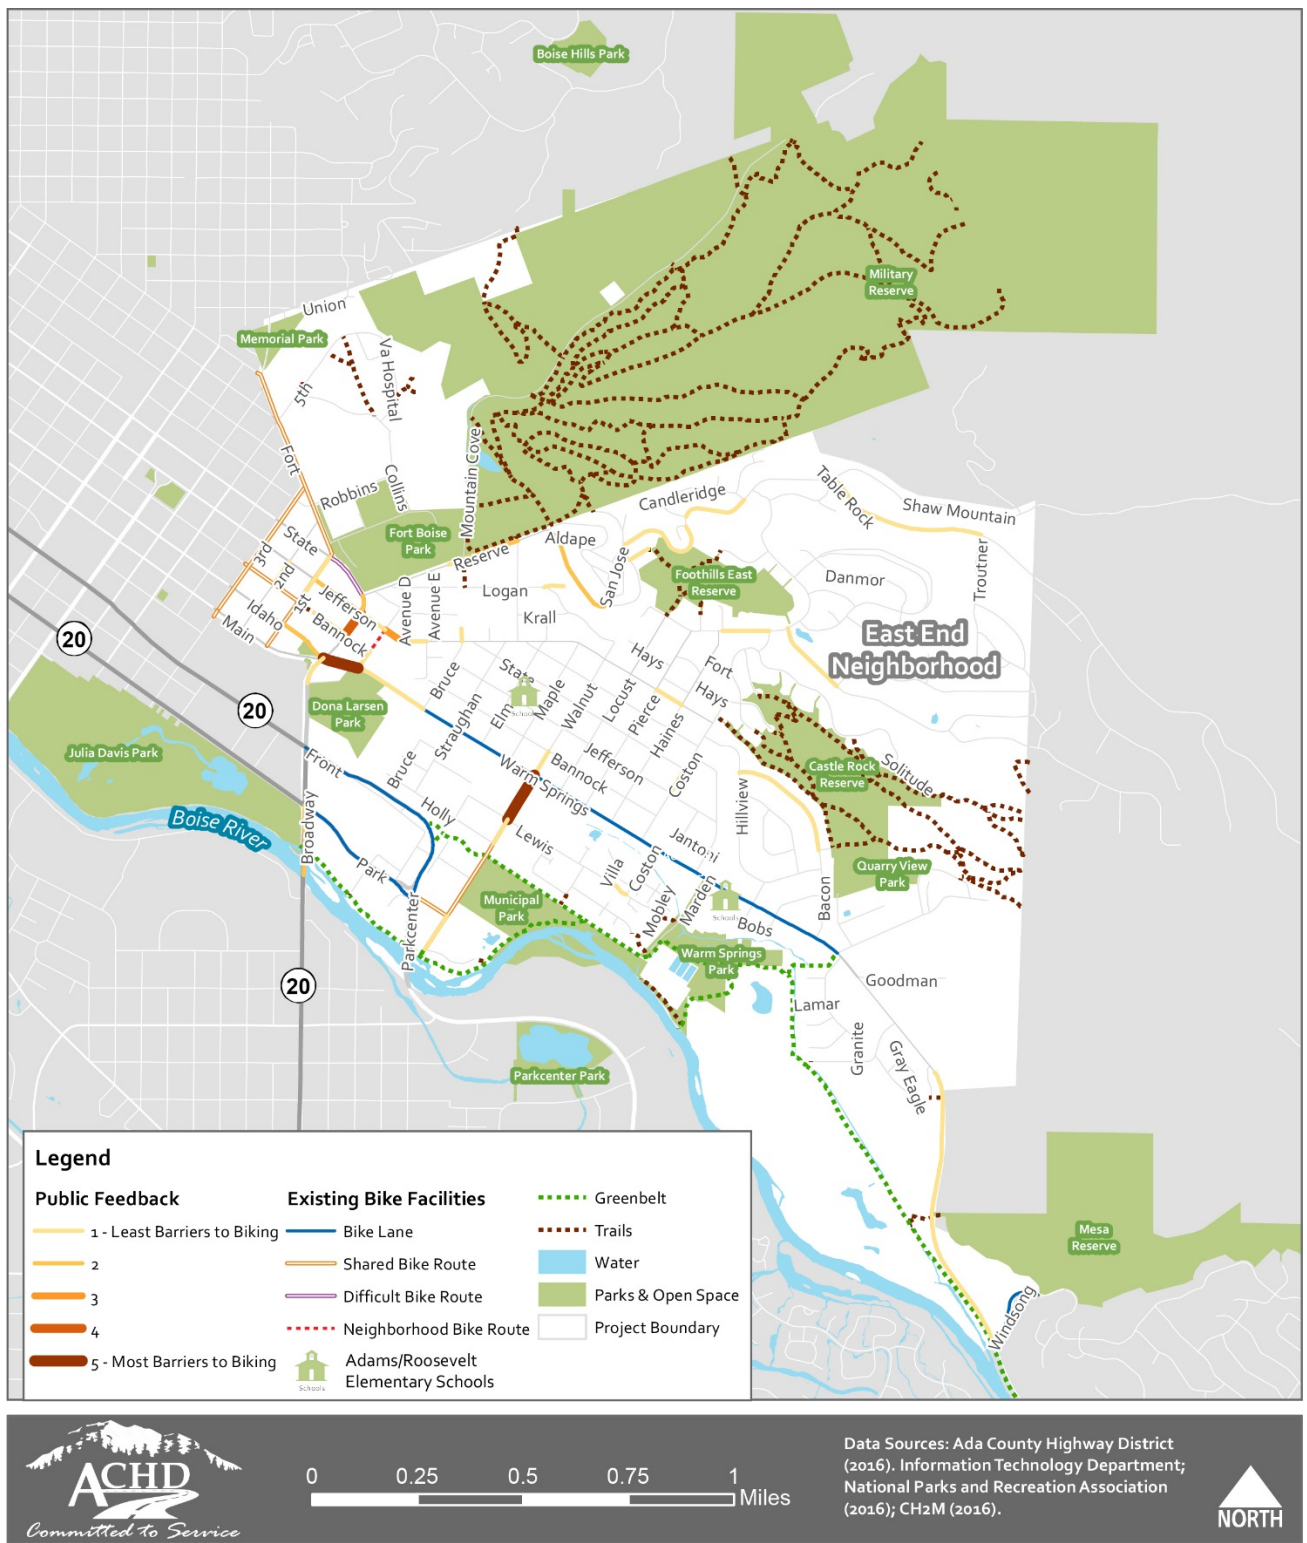 Boise Hills Park
Military
Reserve
Union
Memorial Park
Va Hospital
5th
Fort
Mountain Cove
Collins
Robbins
Candleridge
Table Rock
Shaw Mountain
Fort Boise
Park
Aldape
State
3rd
Reserve
San Jose
Foothills East
Reserve
Danmor
Troutner
2nd
1st
Jefferson
Avenue D
Avenue E
Logan
Krall
Idaho
Bannock
Main
East End
Neighborhood
20
Hays
Fort
Hays
Bruce
State
Schools
Elm
Maple
Walnut
Locust
Pierce
Haines
Straughan
Dona Larsen
Park
20
Julia Davis Park
Front
Bruce
Warm Springs
Bannock
Jefferson
Coston
Castle Rock
Reserve
Solitude
Hillview
Boise River
Broadway
Holly
Lewis
Jantoni
Park
Villa
Coston
Mobley
Marden
Schools
Bobs
Bacon
Quarry View
Park
Municipal
Park
Parkcenter
Warm Springs
Park
Goodman
20
Lamar
Granite
Gray Eagle
Parkcenter Park
Mesa
Reserve
Windsong
Legend
Public Feedback
1 - Least Barriers to Biking
2
3
4
5 - Most Barriers to Biking
Existing Bike Facilities
Bike Lane
Shared Bike Route
Difficult Bike Route
Neighborhood Bike Route
Schools
Adams/Roosevelt
Elementary Schools
Greenbelt
Trails
Water
Parks & Open Space
Project Boundary
ACHD
Committed to Service
0 0.25 0.5 0.75 1
Miles
Data Sources: Ada County Highway District
(2016). Information Technology Department;
National Parks and Recreation Association
(2016); CH2M (2016).
NORTH